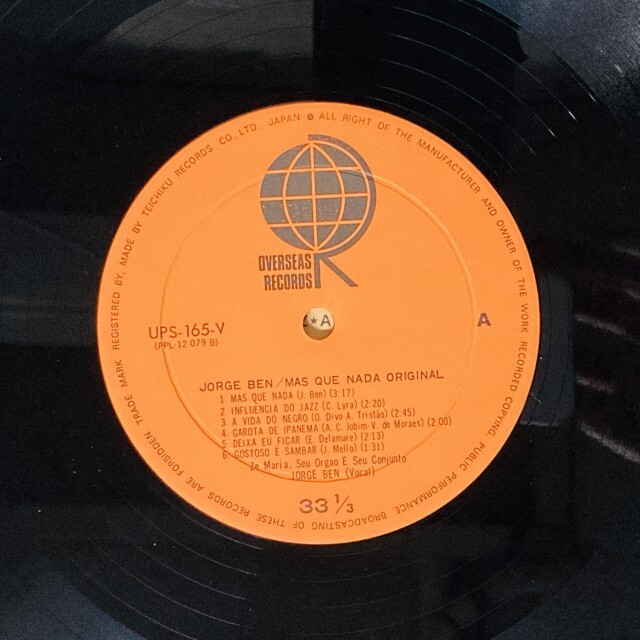 TRADE MARK REGISTERED BY, MADE BY TEICHIKU RECORDS CO., LTD. JAPAN ✪ ALL RIGHT OF THE MANUFACTURER AND OWNER OF THE WORK RECORDED COPYING, PUBLIC PERFORMANCE, BROADCASTING OF THESE RECORDS ARE FORBIDDEN
OVERSEAS
RECORDS
★A
UPS-165-V
A
(PPL-12 079 B)
JORGE BEN/MAS QUE NADA ORIGINAL
1. MAS QUE NADA (J. Ben) (3:17)
2. INFLUENCIA DO JAZZ (C. Lyra) (2:20)
3. A VIDA DO NEGRO (O. Divo-A. Tristão) (2:45)
4. GAROTA DE IPANEMA (A. C. Jobim-V. de Moraes) (2:00)
5. DEIXA EU FICAR (E. Delamare) (2:13)
6. GOSTOSO É SAMBAR (J. Mello) (1:31)
Ze Maria, Seu Órgao E Seu Conjunto
JORGE BEN (Vocal)
33 1/3